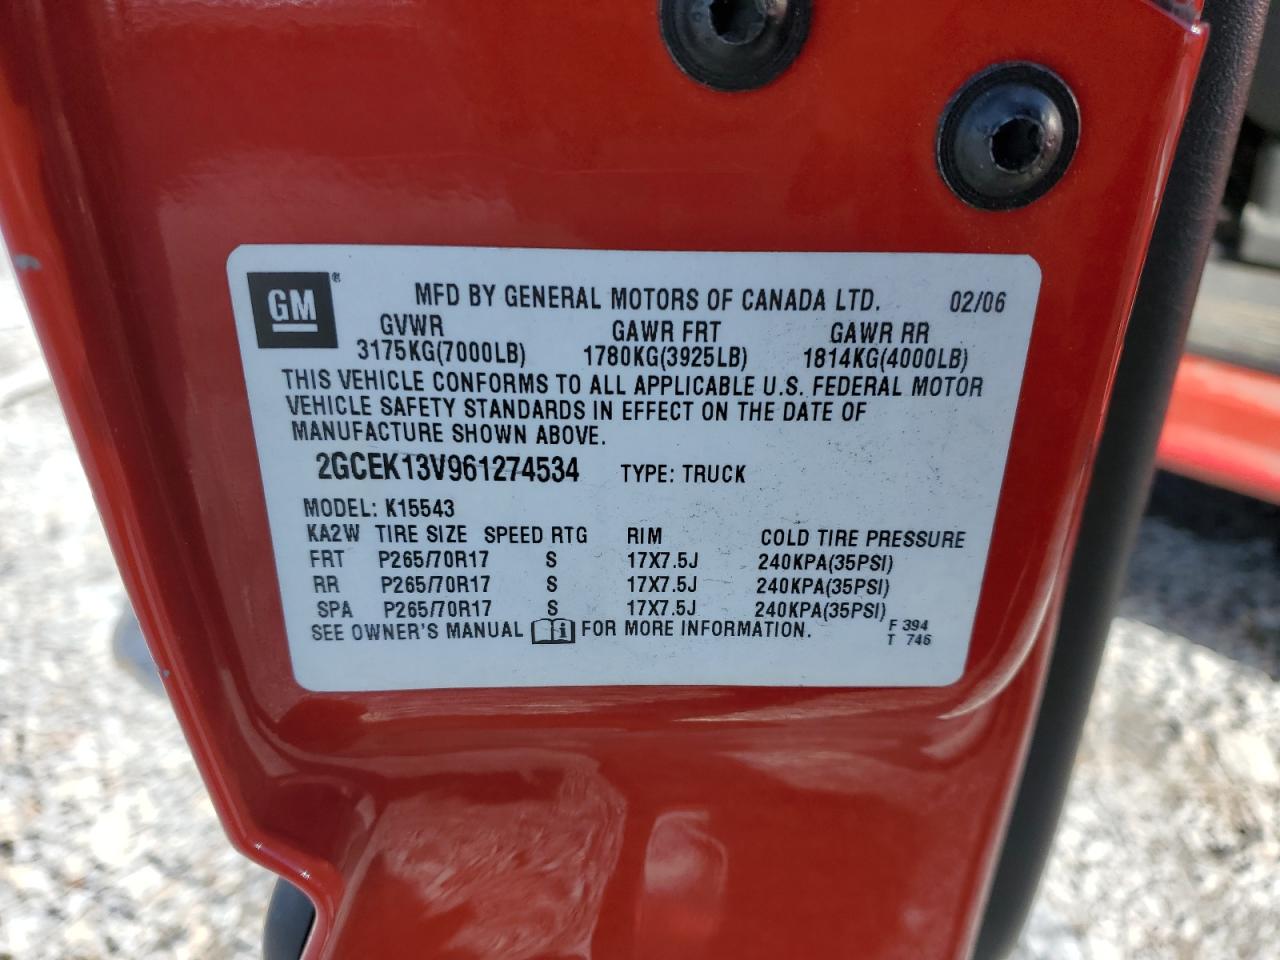 GM®
MFD BY GENERAL MOTORS OF CANADA LTD. 02/06
GVWR GAWR FRT GAWR RR
3175KG(7000LB) 1780KG(3925LB) 1814KG(4000LB)
THIS VEHICLE CONFORMS TO ALL APPLICABLE U.S. FEDERAL MOTOR
VEHICLE SAFETY STANDARDS IN EFFECT ON THE DATE OF
MANUFACTURE SHOWN ABOVE.
2GCEK13V961274534 TYPE: TRUCK
MODEL: K15543
KA2W TIRE SIZE SPEED RTG RIM COLD TIRE PRESSURE
FRT P265/70R17 S 17X7.5J 240KPA(35PSI)
RR P265/70R17 S 17X7.5J 240KPA(35PSI)
SPA P265/70R17 S 17X7.5J 240KPA(35PSI)
SEE OWNER'S MANUAL i FOR MORE INFORMATION. F 394
T 746